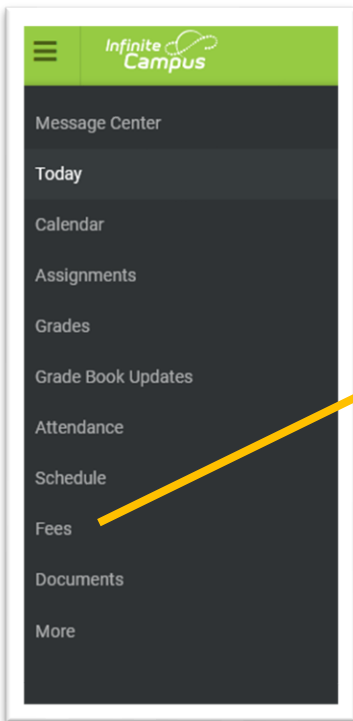 Infinite
Campus
Message Center
Today
Calendar
Assignments
Grades
Grade Book Updates
Attendance
Schedule
Fees
Documents
More